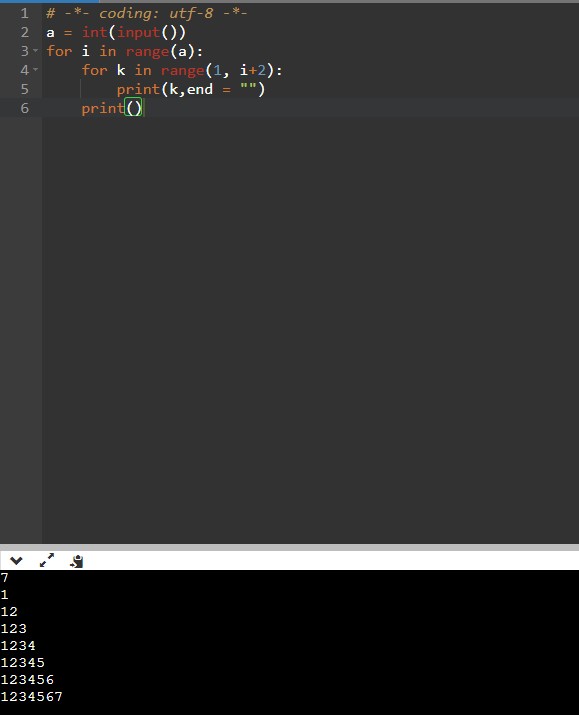 1 # -*- coding: utf-8 -*-
2 a = int(input())
3 for i in range(a):
4     for k in range(1, i+2):
5         print(k,end = "")
6     print()
7
1
12
123
1234
12345
123456
1234567